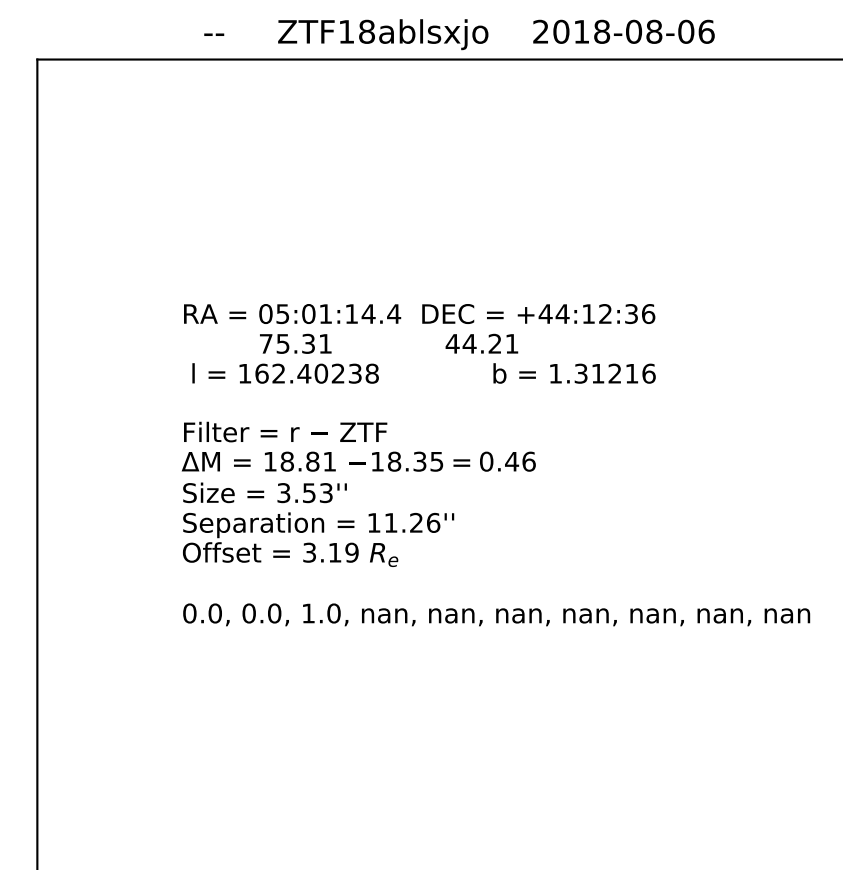 -- ZTF18ablsxjo 2018-08-06
RA = 05:01:14.4 DEC = +44:12:36
75.31 44.21
l = 162.40238 b = 1.31216
Filter = r − ZTF
ΔM = 18.81 −18.35 = 0.46
Size = 3.53''
Separation = 11.26''
Offset = 3.19 Rₑ
0.0, 0.0, 1.0, nan, nan, nan, nan, nan, nan, nan